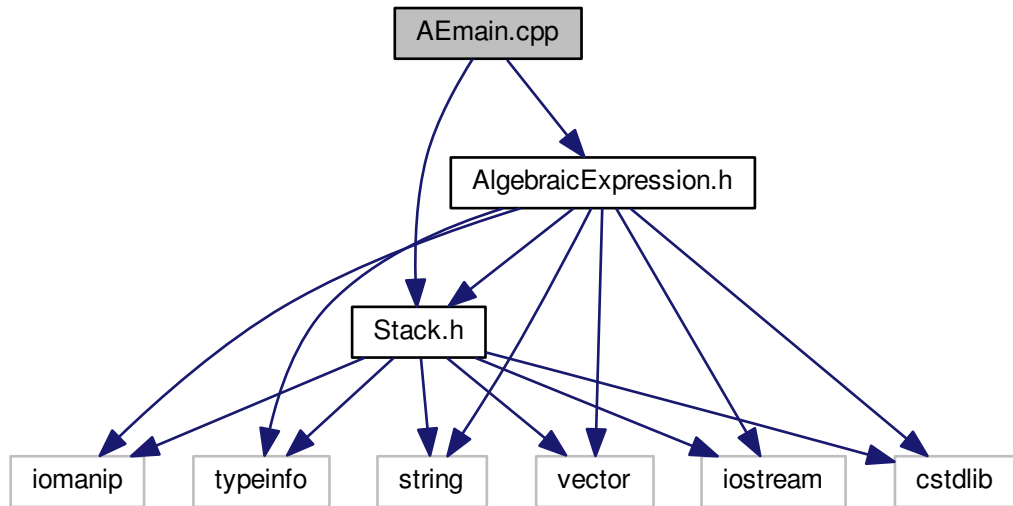 AEmain.cpp
AlgebraicExpression.h
Stack.h
iomanip
typeinfo
string
vector
iostream
cstdlib